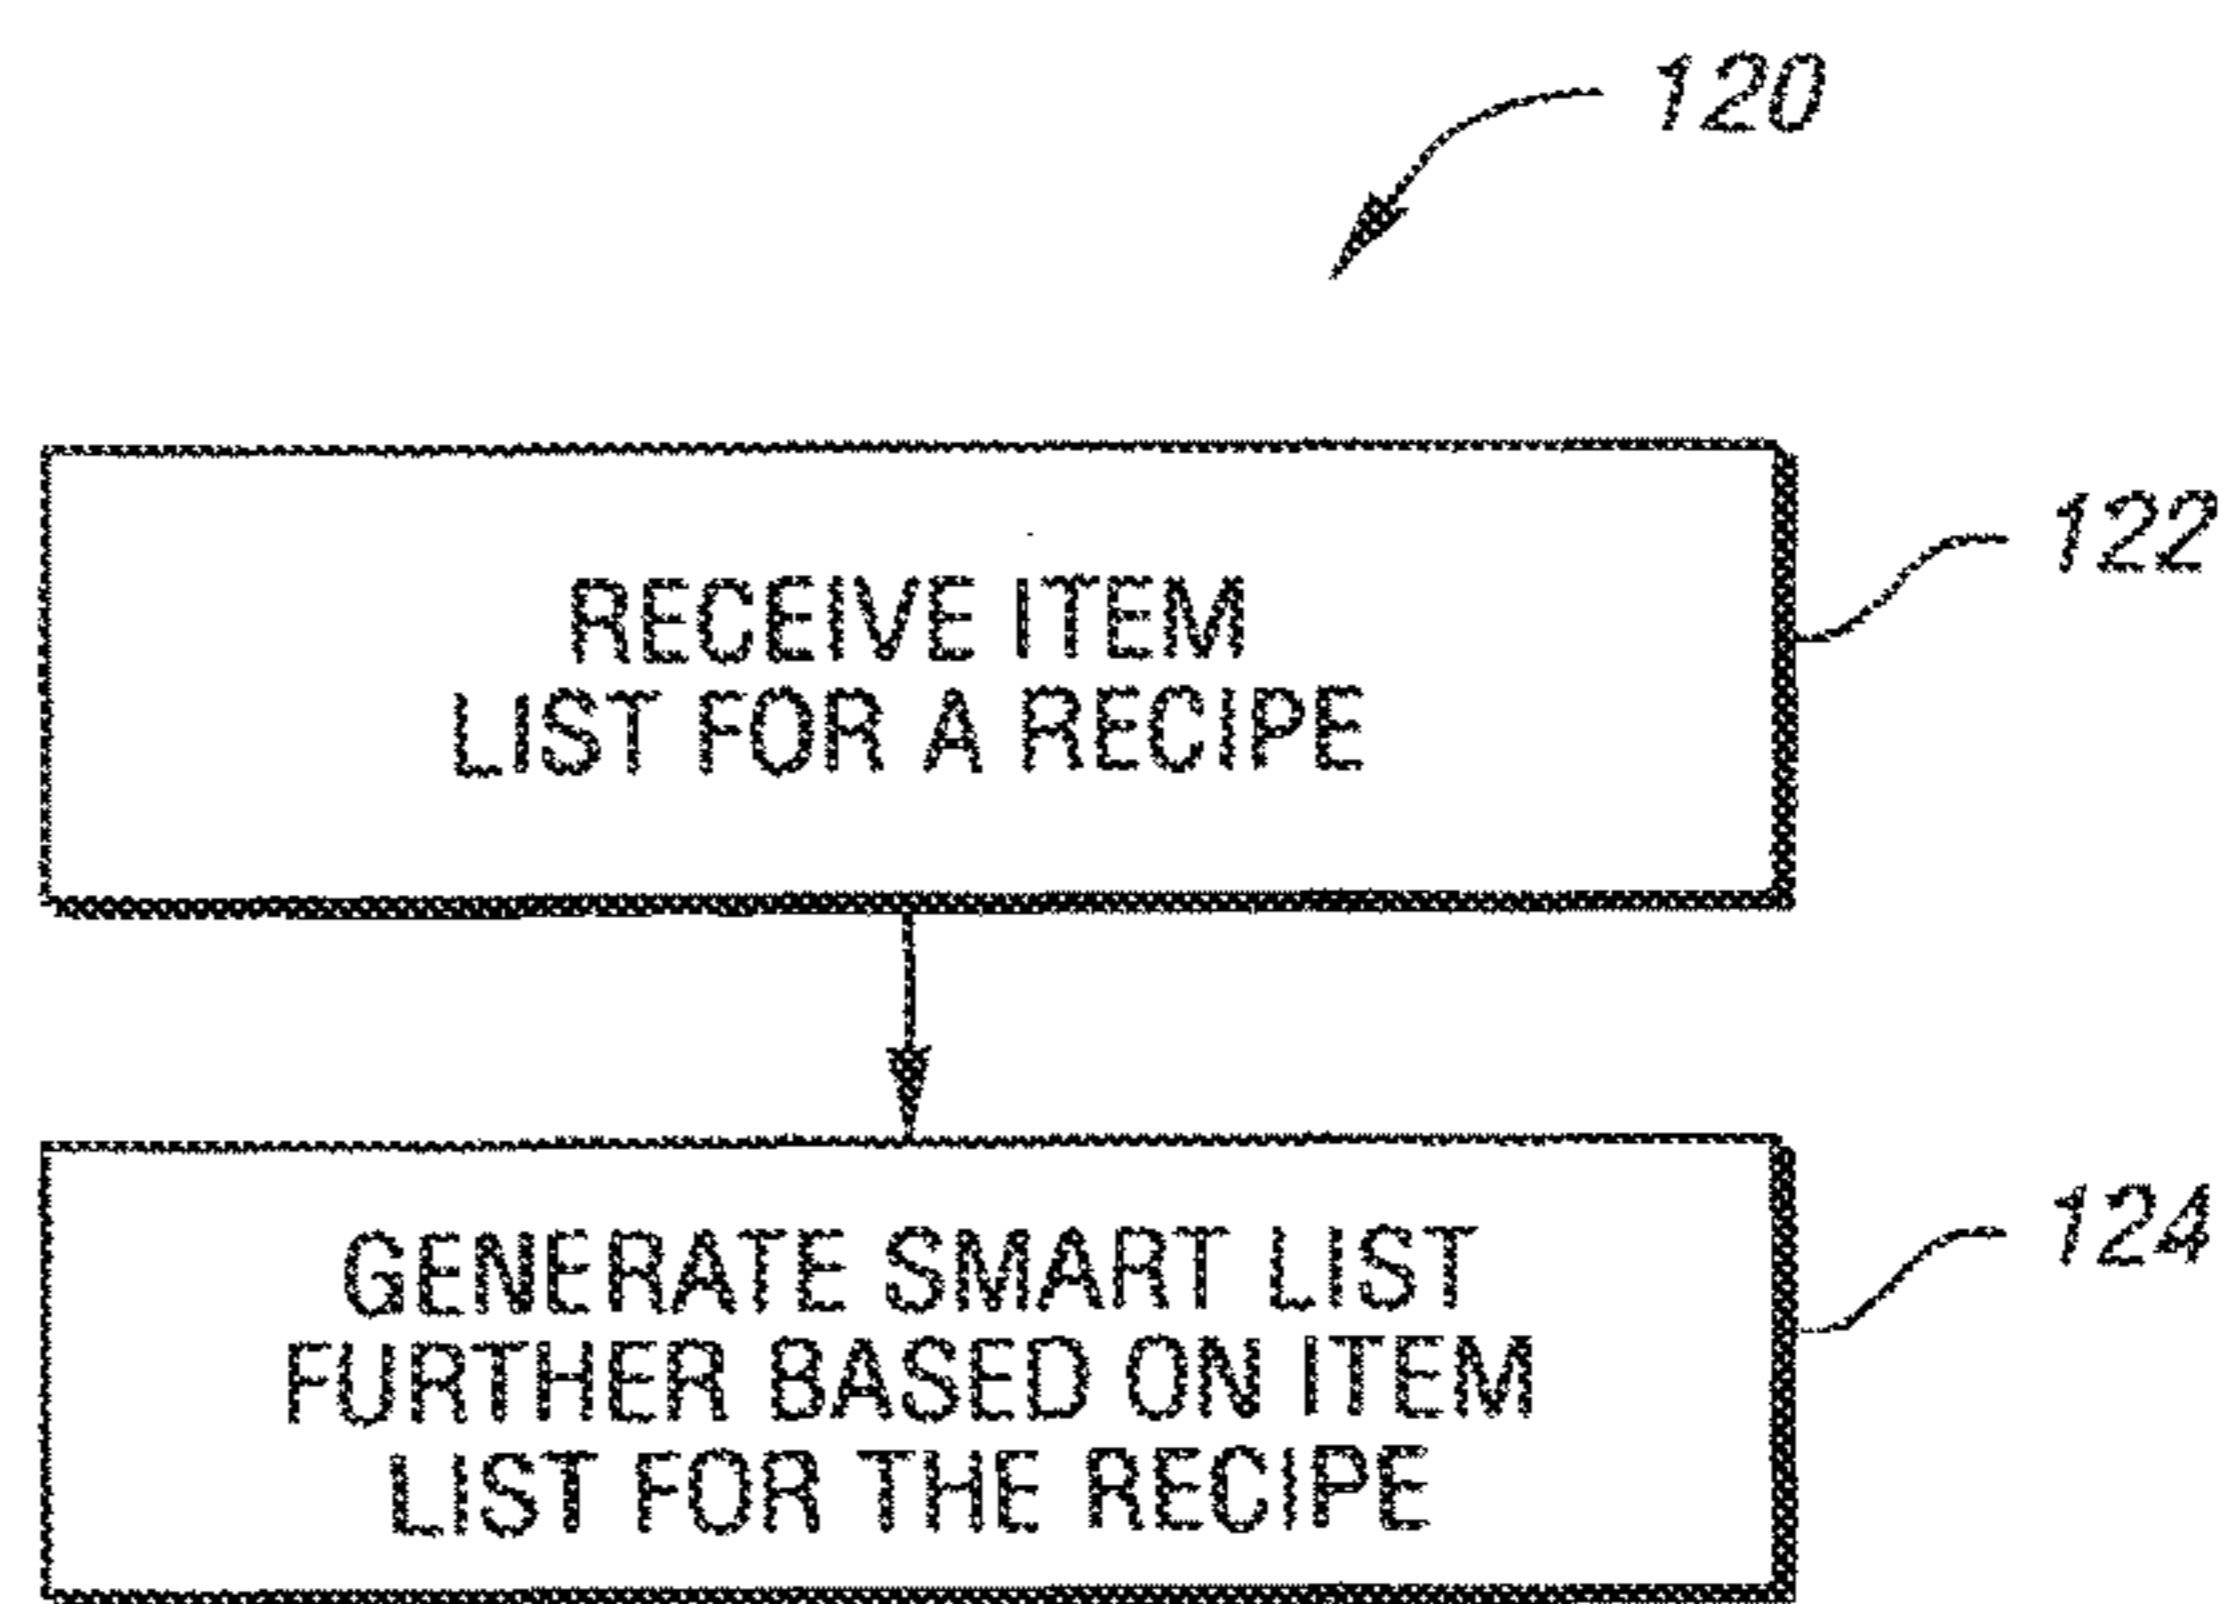 120
RECEIVE ITEM
LIST FOR A RECIPE
122
GENERATE SMART LIST
FURTHER BASED ON ITEM
LIST FOR THE RECIPE
124